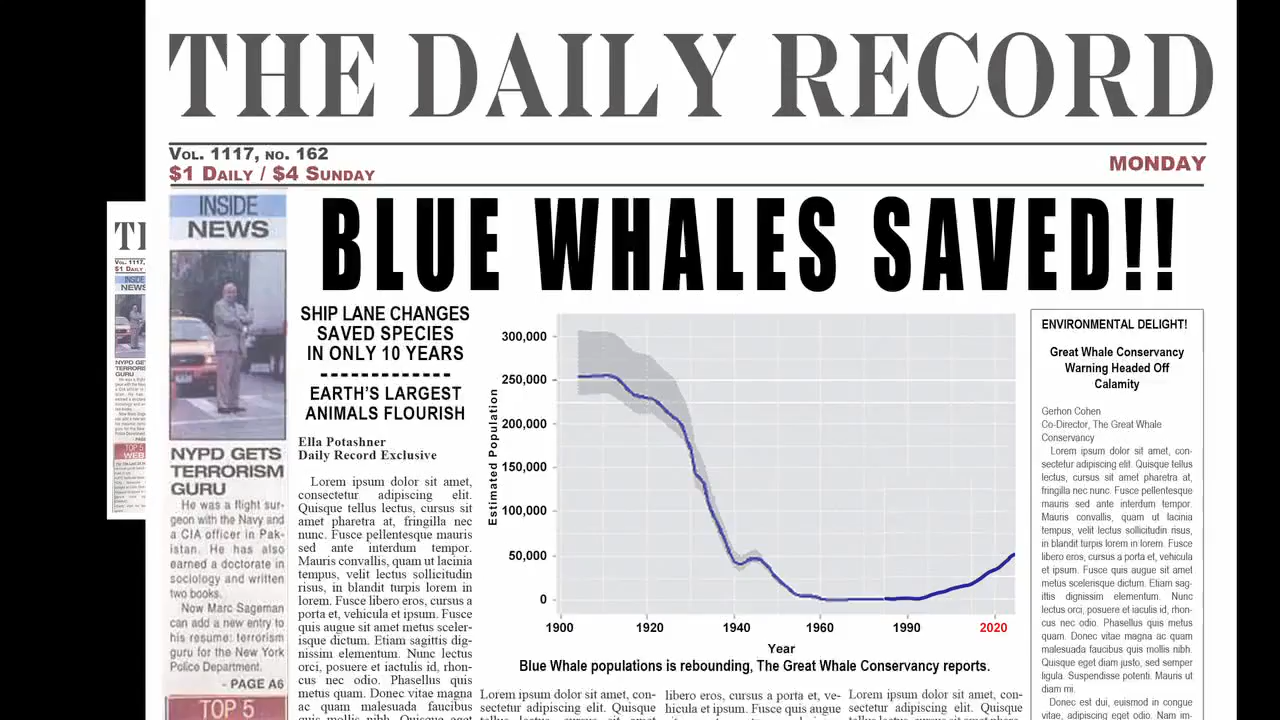 THE DAILY RECORD
VOL. 1117, NO. 162
$1 DAILY / $4 SUNDAY
MONDAY
INSIDE
NEWS
NYPD GETS
TERRORISM
GURU
He was a flight sur-
geon with the Navy and
a CIA officer in Pak-
istan. He has also
earned a doctorate in
sociology and written
two books.
Now Marc Sageman
can add a new entry to
his resume: terrorism
guru for the New York
Police Department.
- PAGE A6
TOP 5
BLUE WHALES SAVED!!
SHIP LANE CHANGES
SAVED SPECIES
IN ONLY 10 YEARS
EARTH'S LARGEST
ANIMALS FLOURISH
Ella Potashner
Daily Record Exclusive
Lorem ipsum dolor sit amet,
consectetur adipiscing elit.
Quisque tellus lectus, cursus sit
amet pharetra at, fringilla nec
nunc. Fusce pellentesque mauris
sed ante interdum tempor.
Mauris convallis, quam ut lacinia
tempus, velit lectus sollicitudin
risus, in blandit turpis lorem in
lorem. Fusce libero eros, cursus a
porta et, vehicula et ipsum. Fusce
quis augue sit amet metus sceler-
isque dictum. Etiam sagittis dig-
nissim elementum. Nunc lectus
orci, posuere et iaculis id, rhon-
cus nec odio. Phasellus quis
metus quam. Donec vitae magna
ac quam malesuada faucibus quis
mollis nibh. Quisque eget
Estimated Population
300,000
250,000
200,000
150,000
100,000
50,000
0
1900
1920
1940
1960
1990
2020
Year
Blue Whale populations is rebounding, The Great Whale Conservancy reports.
Lorem ipsum dolor sit amet, con-
sectetur adipiscing elit. Quisque
libero eros, cursus a porta et, ve-
hicula et ipsum. Fusce quis augue
Lorem ipsum dolor sit amet, con-
sectetur adipiscing elit. Quisque
ENVIRONMENTAL DELIGHT!
Great Whale Conservancy
Warning Headed Off
Calamity
Gerhon Cohen
Co-Director, The Great Whale
Conservancy
Lorem ipsum dolor sit amet, con-
sectetur adipiscing elit. Quisque tellus
lectus, cursus sit amet pharetra at,
fringilla nec nunc. Fusce pellentesque
mauris sed ante interdum tempor.
Mauris convallis, quam ut lacinia
tempus, velit lectus sollicitudin risus,
in blandit turpis lorem in lorem. Fusce
libero eros, cursus a porta et, vehicula
et ipsum. Fusce quis augue sit amet
metus scelerisque dictum. Etiam sag-
ittis dignissim elementum. Nunc
lectus orci, posuere et iaculis id, rhon-
cus nec odio. Phasellus quis metus
quam. Donec vitae magna ac quam
malesuada faucibus quis mollis nibh.
Quisque eget diam justo, sed semper
ligula. Suspendisse potenti. Mauris ut
diam mi.
Donec est dui, euismod in congue
vitae, adipiscing eget odio. Nam in-